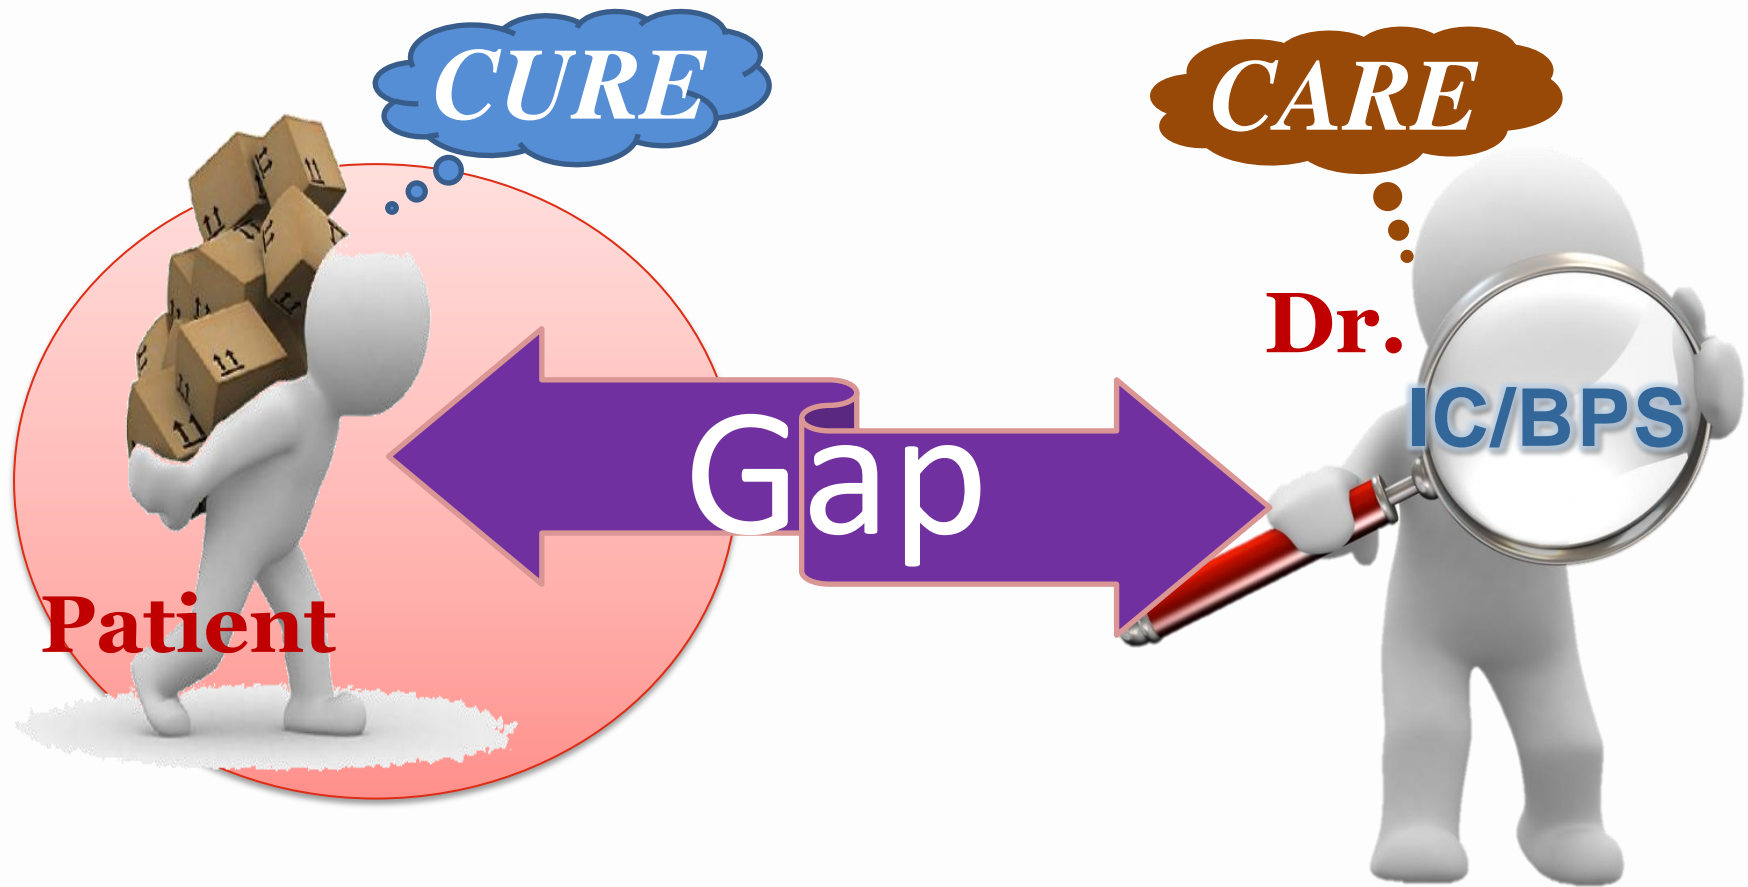 CURE
CARE
Dr.
IC/BPS
Gap
Patient